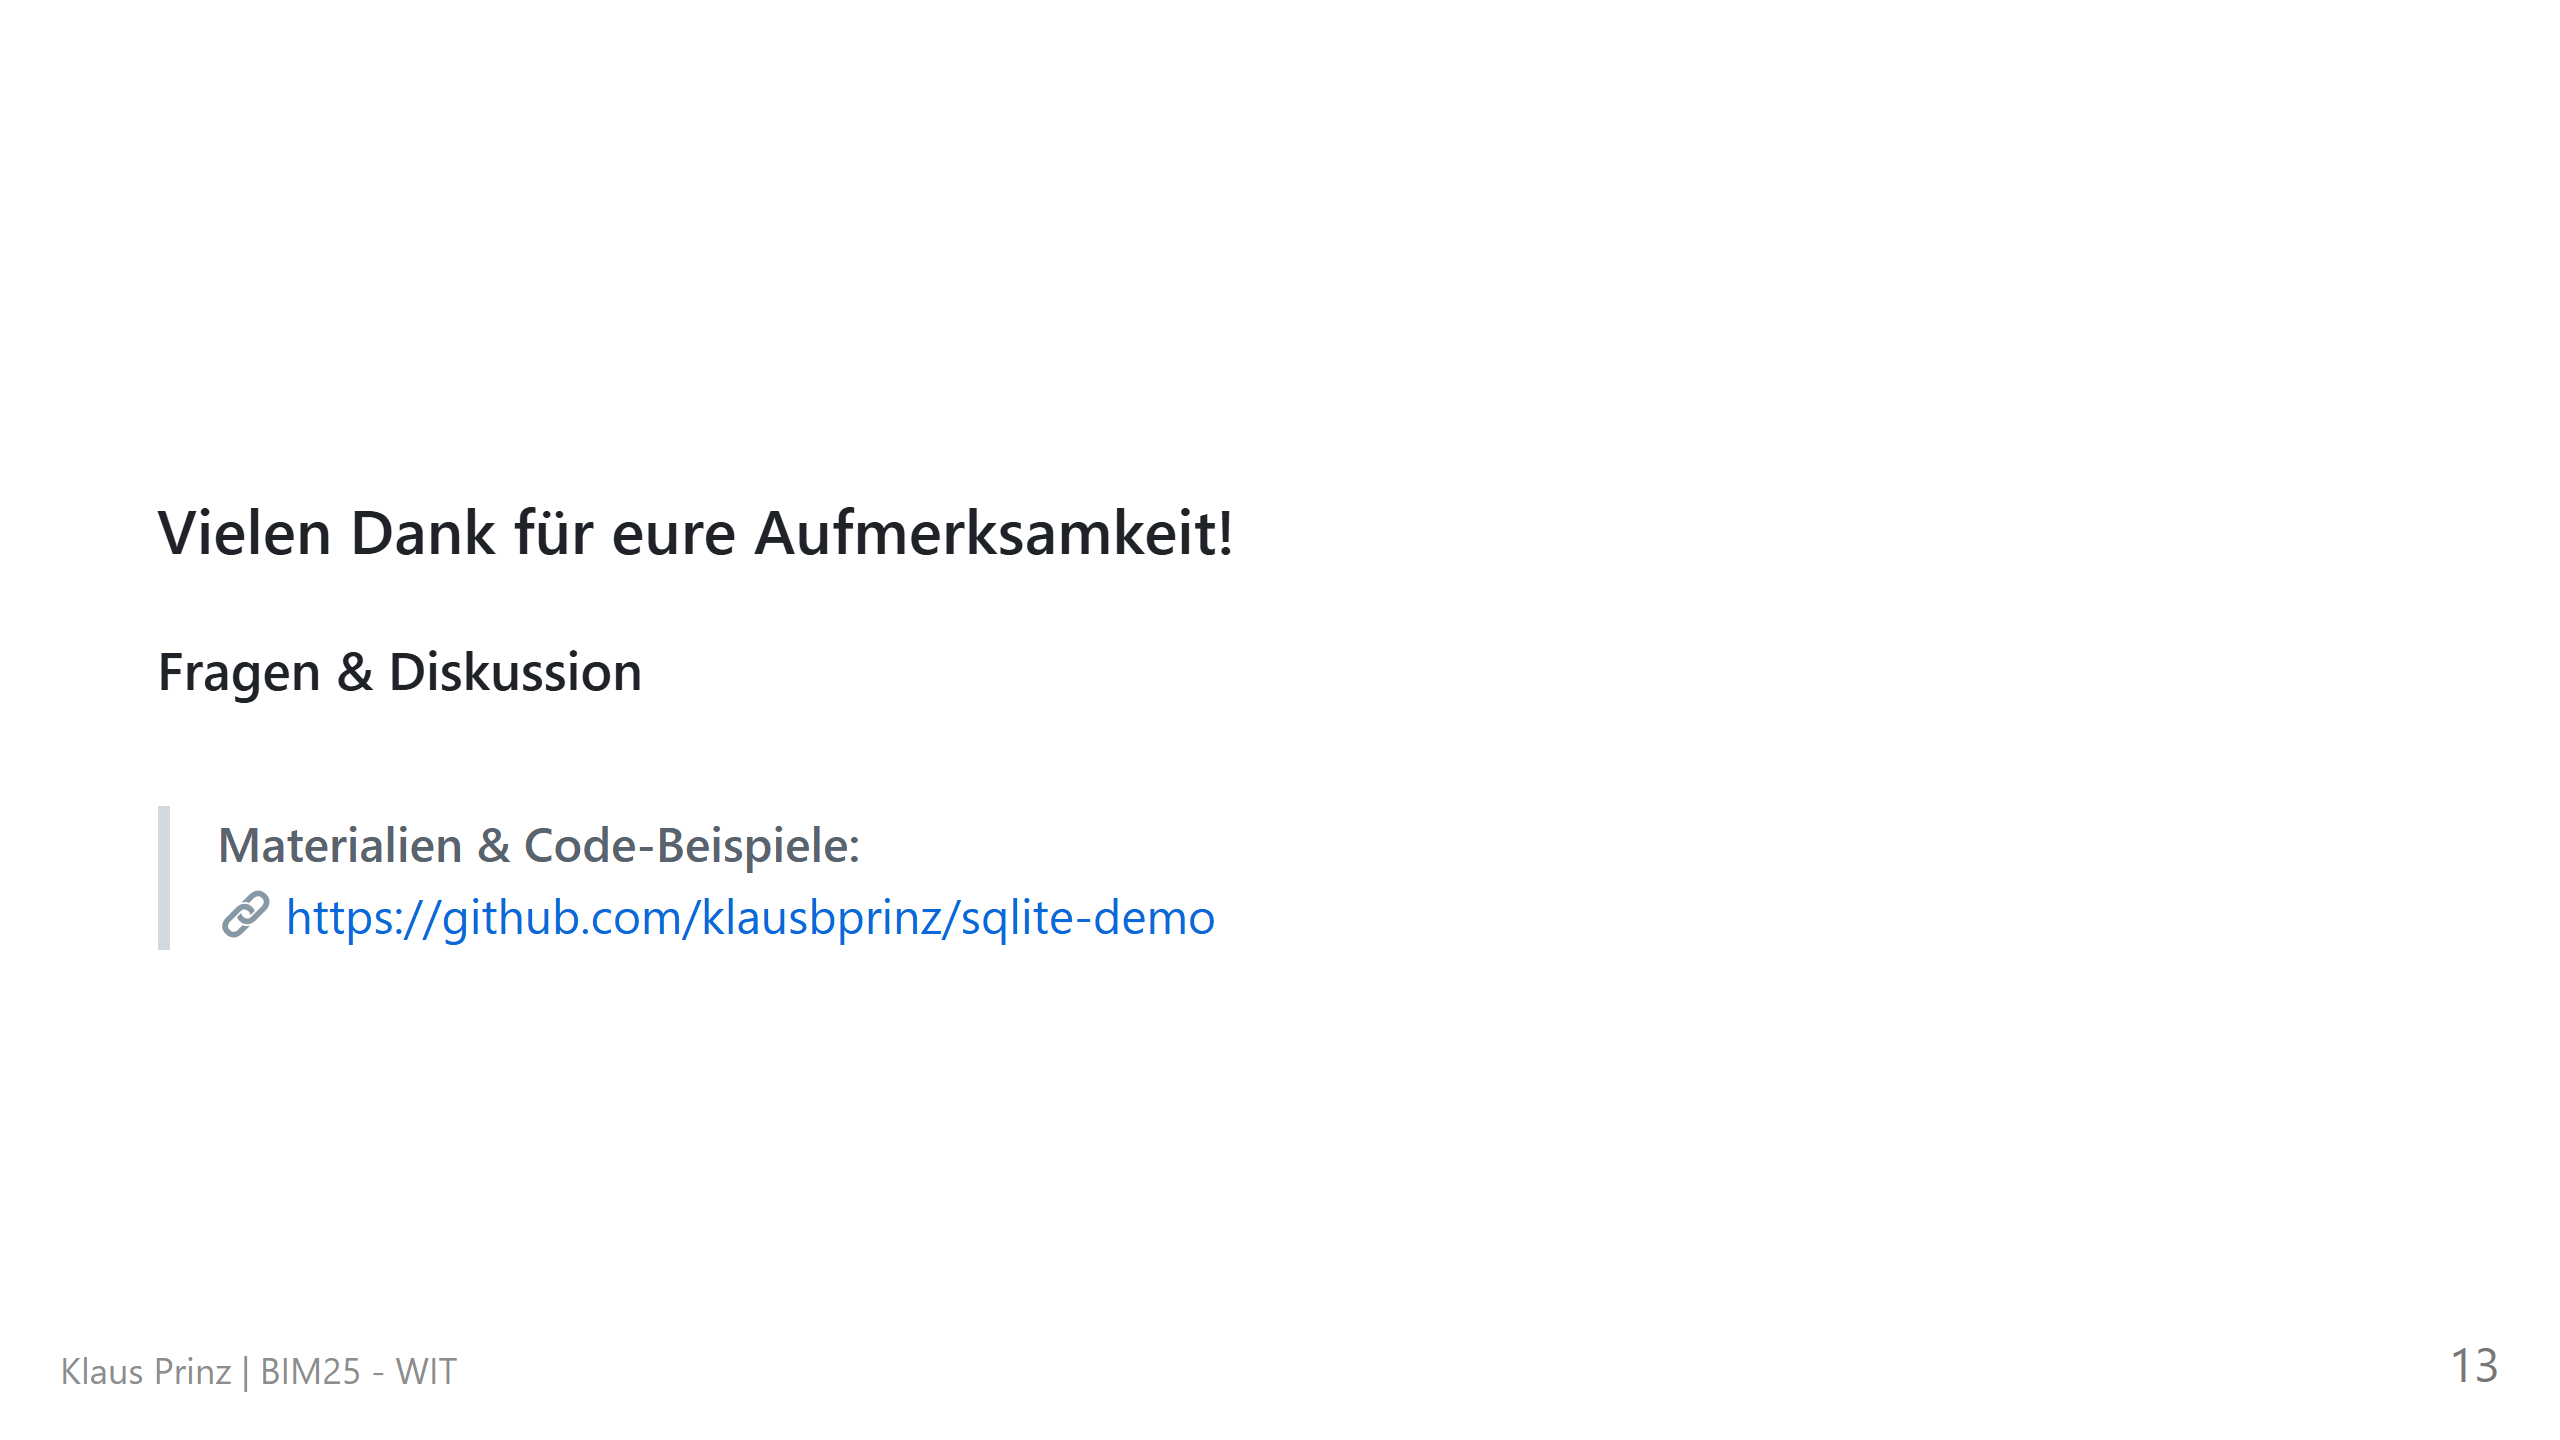 Vielen Dank für eure Aufmerksamkeit!
Fragen & Diskussion
Materialien & Code-Beispiele:
🔗 https://github.com/klausbprinz/sqlite-demo
Klaus Prinz | BIM25 - WIT
13